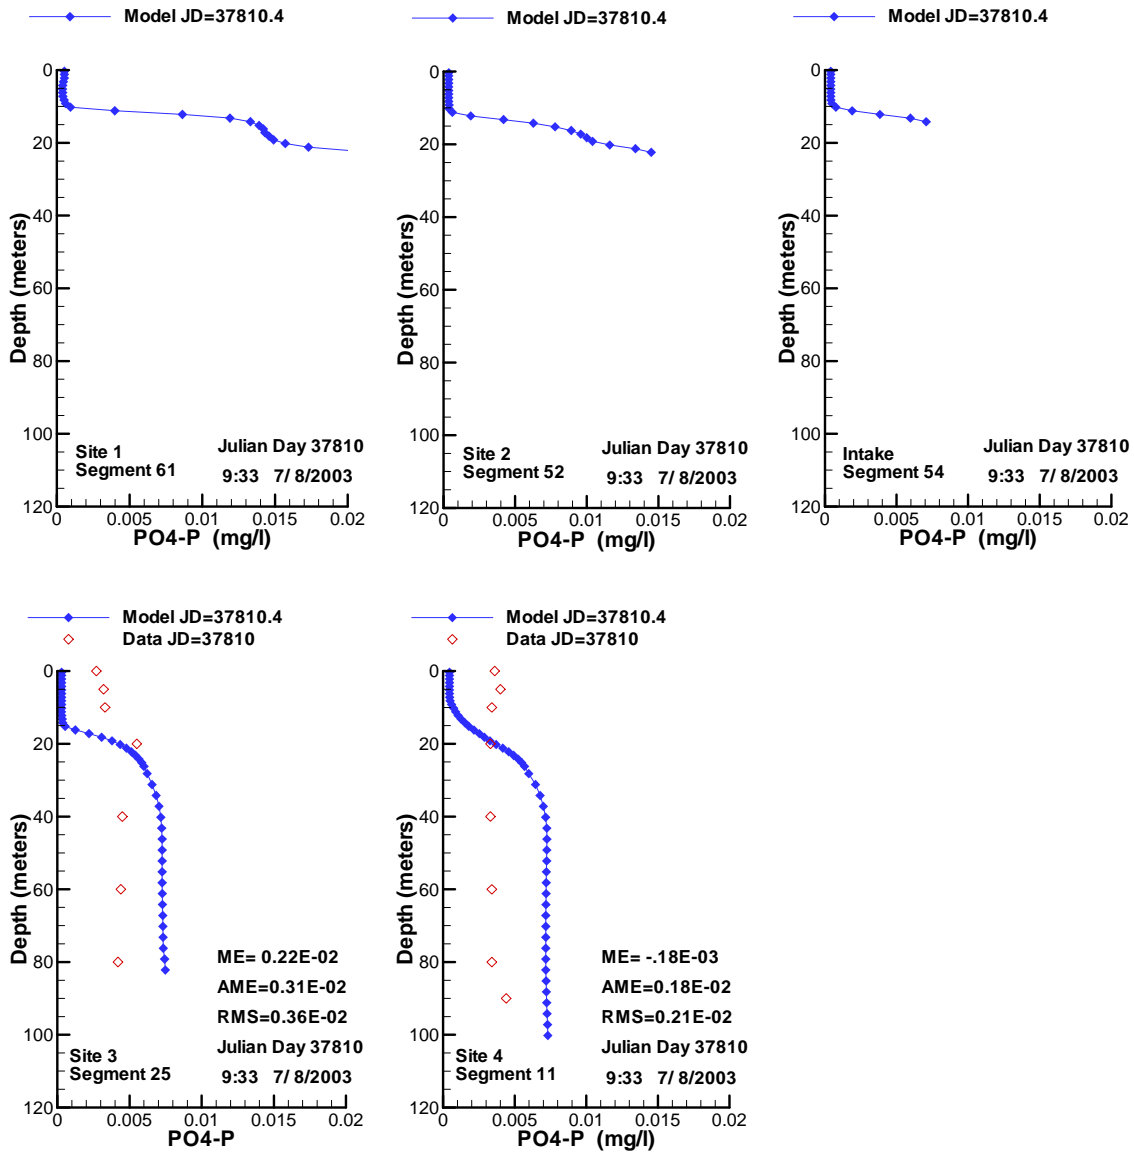 Model JD=37810.4
0
20
40
60
80
100
120
Depth (meters)
Site 1
Segment 61
Julian Day 37810
9:33 7/ 8/2003
0 0.005 0.01 0.015 0.02
PO4-P (mg/l)
Model JD=37810.4
0
20
40
60
80
100
120
Depth (meters)
Site 2
Segment 52
Julian Day 37810
9:33 7/ 8/2003
0 0.005 0.01 0.015 0.02
PO4-P (mg/l)
Model JD=37810.4
0
20
40
60
80
100
120
Depth (meters)
Intake
Segment 54
Julian Day 37810
9:33 7/ 8/2003
0 0.005 0.01 0.015 0.02
PO4-P (mg/l)
Model JD=37810.4
Data JD=37810
0
20
40
60
80
100
120
Depth (meters)
ME= 0.22E-02
AME=0.31E-02
RMS=0.36E-02
Site 3
Segment 25
Julian Day 37810
9:33 7/ 8/2003
0 0.005 0.01 0.015 0.02
PO4-P
Model JD=37810.4
Data JD=37810
0
20
40
60
80
100
120
Depth (meters)
ME= -.18E-03
AME=0.18E-02
RMS=0.21E-02
Site 4
Segment 11
Julian Day 37810
9:33 7/ 8/2003
0 0.005 0.01 0.015 0.02
PO4-P (mg/l)